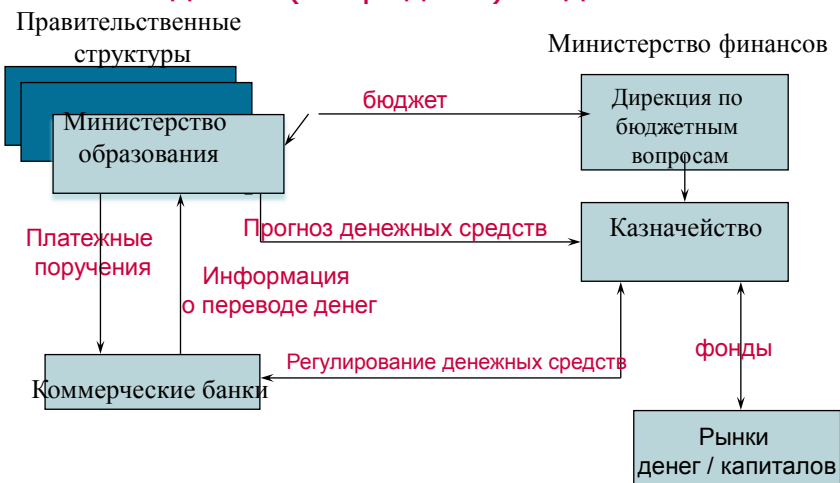 Правительственные
структуры
Министерство финансов
бюджет
Дирекция по
бюджетным
вопросам
Министерство
образования
Прогноз денежных средств
Казначейство
Платежные
поручения
Информация
о переводе денег
Регулирование денежных средств
фонды
Коммерческие банки
Рынки
денег / капиталов